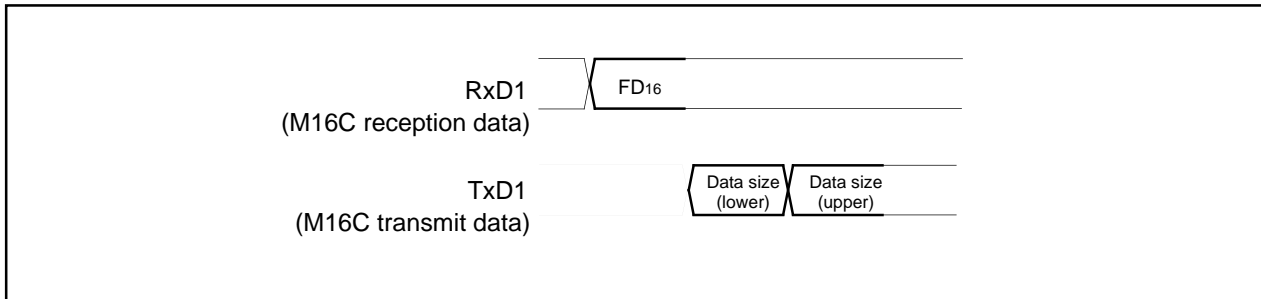 RxD1
(M16C reception data)
FD16
TxD1
(M16C transmit data)
Data size
(lower)
Data size
(upper)